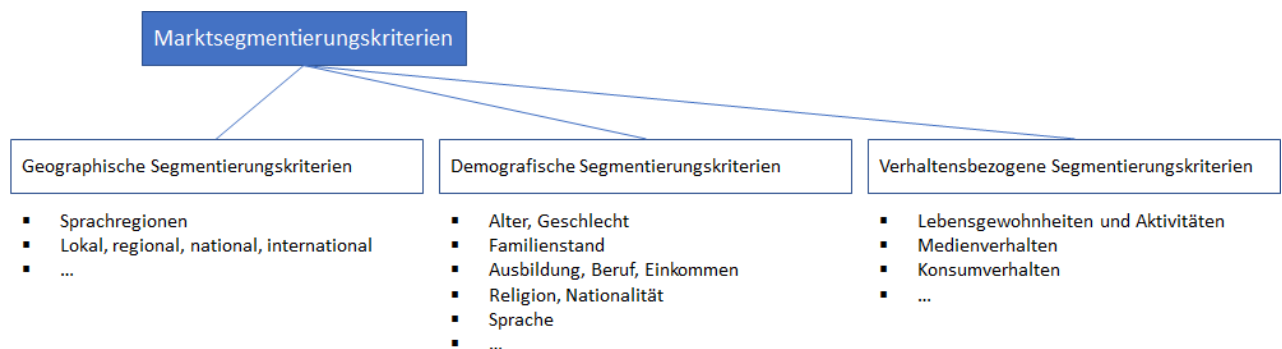 Marktsegmentierungskriterien
Geographische Segmentierungskriterien
▪ Sprachregionen
▪ Lokal, regional, national, international
▪ ...
Demografische Segmentierungskriterien
▪ Alter, Geschlecht
▪ Familienstand
▪ Ausbildung, Beruf, Einkommen
▪ Religion, Nationalität
▪ Sprache
▪ ...
Verhaltensbezogene Segmentierungskriterien
▪ Lebensgewohnheiten und Aktivitäten
▪ Medienverhalten
▪ Konsumverhalten
▪ ...